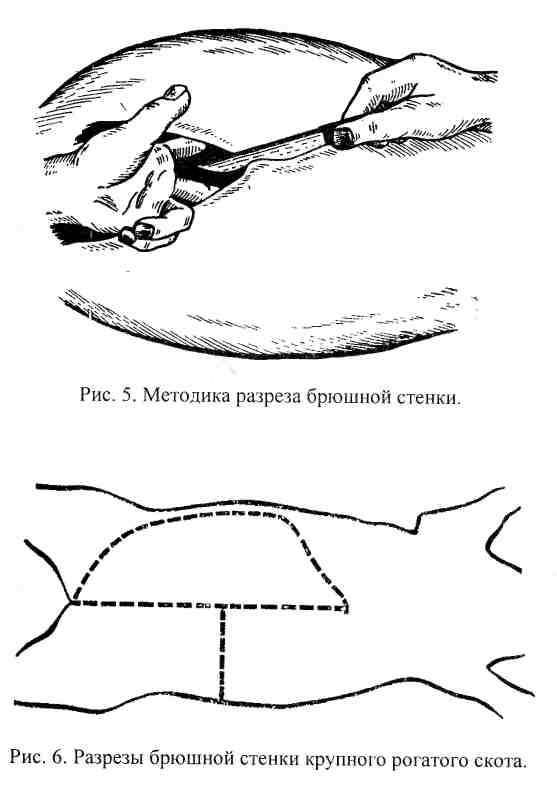 Рис. 5. Методика разреза брюшной стенки.
Рис. 6. Разрезы брюшной стенки крупного рогатого скота.